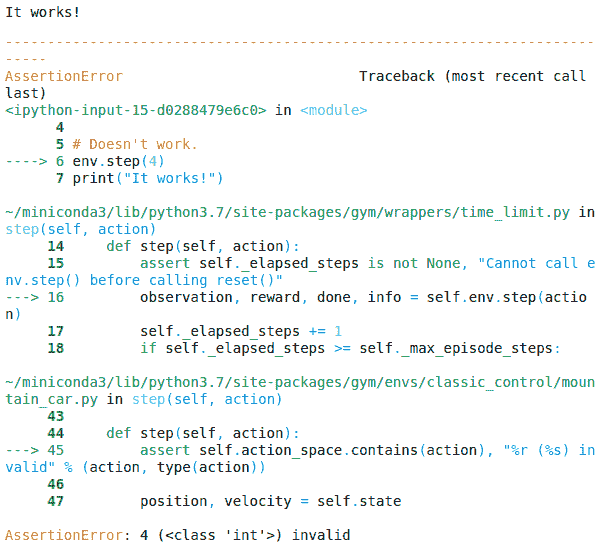 It works!
----------------------------------------------------------------------
-----
AssertionError                            Traceback (most recent call
last)
<ipython-input-15-d0288479e6c0> in <module>
      4
      5 # Doesn't work.
----> 6 env.step(4)
      7 print("It works!")
~/miniconda3/lib/python3.7/site-packages/gym/wrappers/time_limit.py in
step(self, action)
     14     def step(self, action):
     15         assert self._elapsed_steps is not None, "Cannot call e
nv.step() before calling reset()"
---> 16         observation, reward, done, info = self.env.step(actio
n)
     17         self._elapsed_steps += 1
     18         if self._elapsed_steps >= self._max_episode_steps:
~/miniconda3/lib/python3.7/site-packages/gym/envs/classic_control/moun
tain_car.py in step(self, action)
     43
     44     def step(self, action):
---> 45         assert self.action_space.contains(action), "%r (%s) in
valid" % (action, type(action))
     46
     47         position, velocity = self.state
AssertionError: 4 (<class 'int'>) invalid